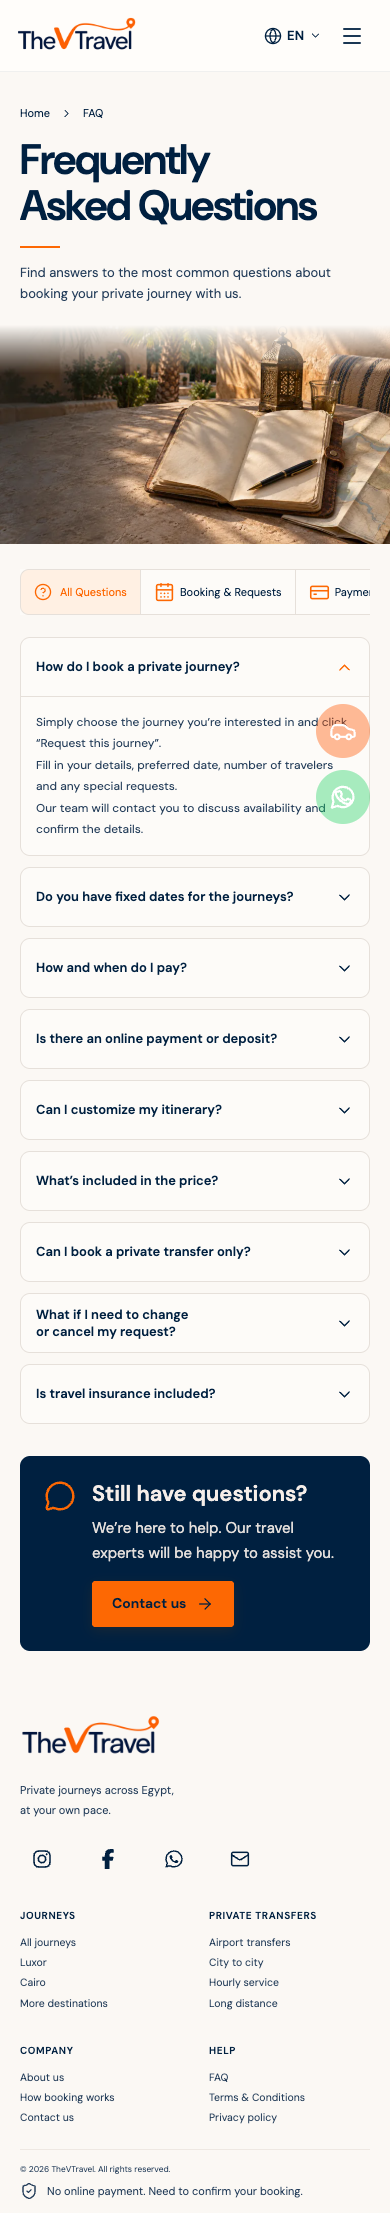 TheVTravel
EN
Home > FAQ
Frequently
Asked Questions
Find answers to the most common questions about
booking your private journey with us.
All Questions
Booking & Requests
How do I book a private journey?
Simply choose the journey you’re interested in and click
“Request this journey”.
Fill in your details, preferred date, number of travelers
and any special requests.
Our team will contact you to discuss availability and
confirm the details.
Do you have fixed dates for the journeys?
How and when do I pay?
Is there an online payment or deposit?
Can I customize my itinerary?
What’s included in the price?
Can I book a private transfer only?
What if I need to change
or cancel my request?
Is travel insurance included?
Still have questions?
We’re here to help. Our travel
experts will be happy to assist you.
Contact us
TheVTravel
Private journeys across Egypt,
at your own pace.
JOURNEYS
All journeys
Luxor
Cairo
More destinations
PRIVATE TRANSFERS
Airport transfers
City to city
Hourly service
Long distance
COMPANY
About us
How booking works
Contact us
HELP
FAQ
Terms & Conditions
Privacy policy
© 2026 TheVTravel. All rights reserved.
No online payment. Need to confirm your booking.